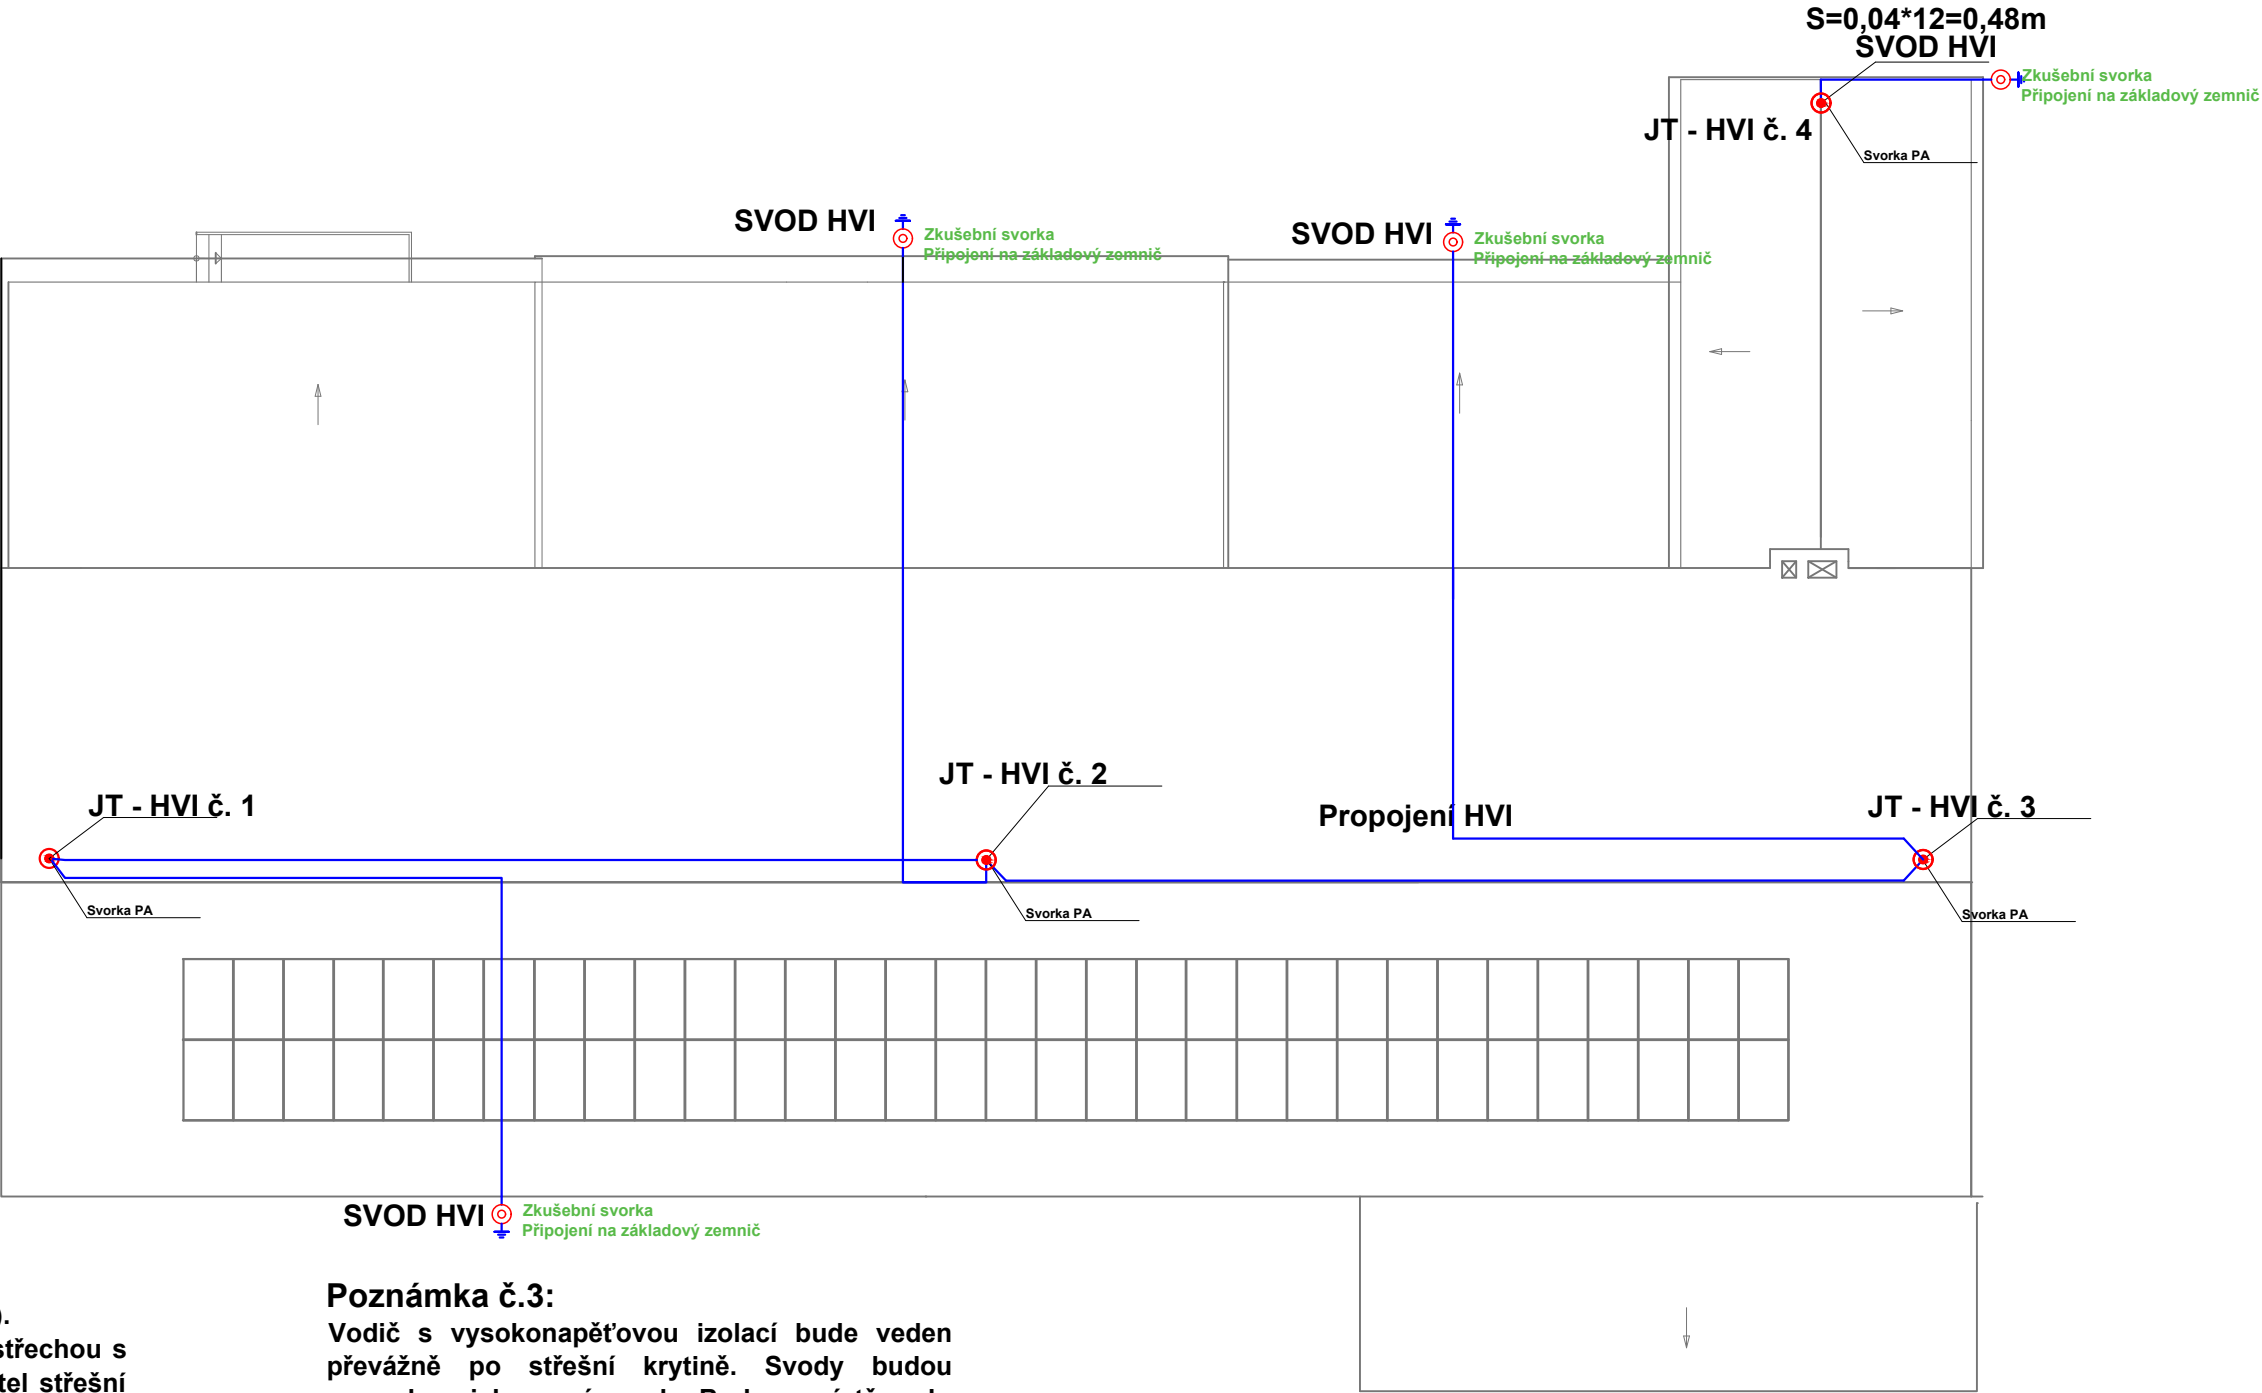 S=0,04*12=0,48m
SVOD HVI
Zkušební svorka
Připojení na základový zemnič
JT - HVI č. 4
Svorka PA
SVOD HVI
Zkušební svorka
Připojení na základový zemnič
SVOD HVI
Zkušební svorka
Připojení na základový zemnič
JT - HVI č. 1
JT - HVI č. 2
Propojení HVI
JT - HVI č. 3
Svorka PA
Svorka PA
Svorka PA
SVOD HVI
Zkušební svorka
Připojení na základový zemnič
střechou s
střešní
Poznámka č.3:
Vodič s vysokonapěťovou izolací bude veden
převážně po střešní krytině. Svody budou